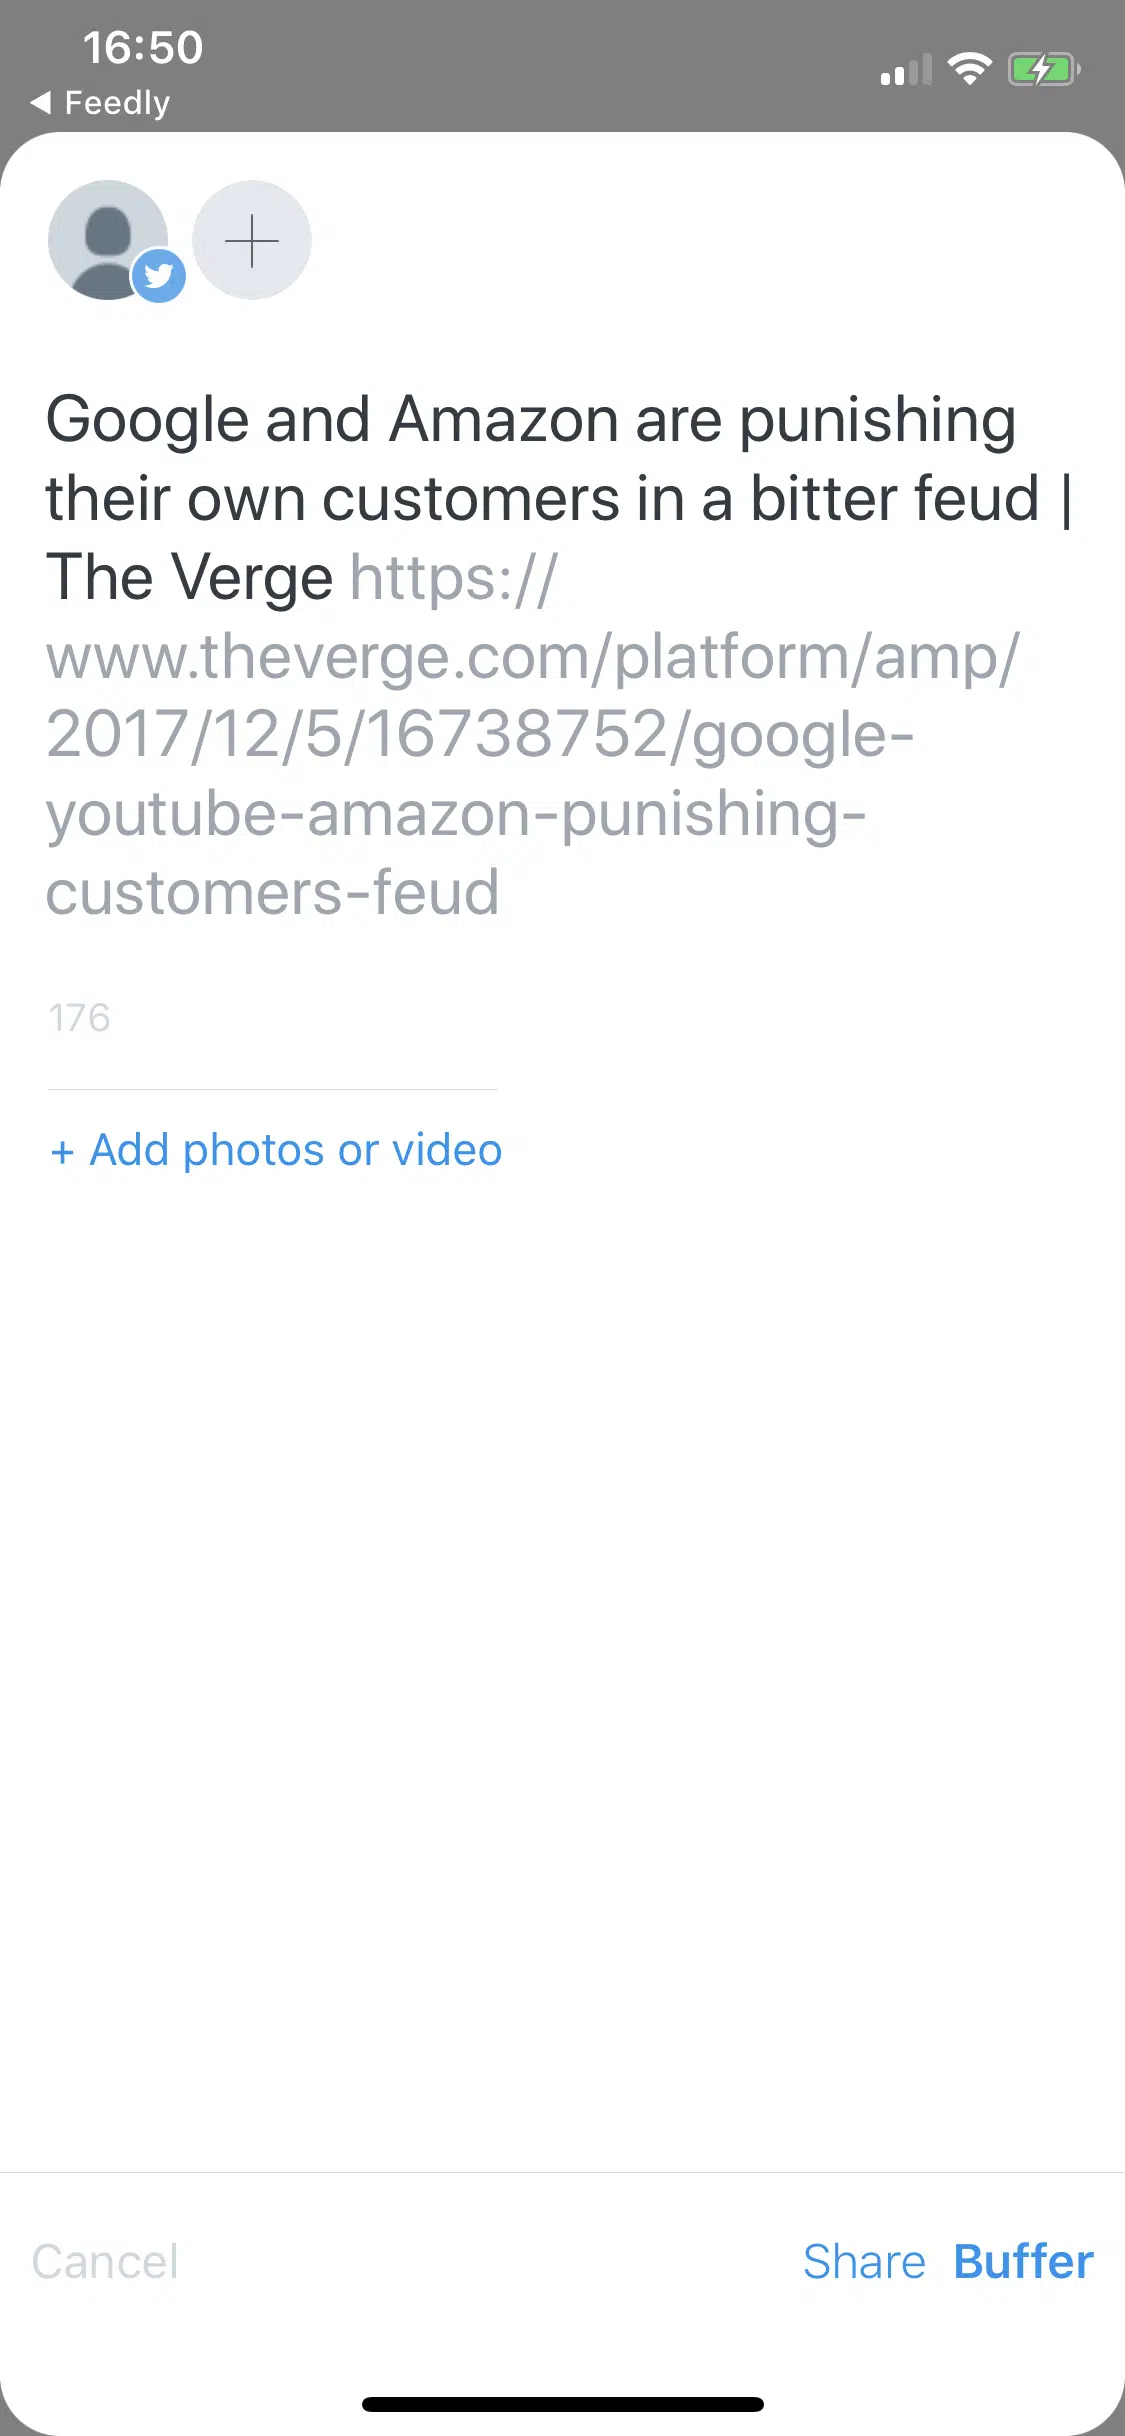 16:50
◀ Feedly
Google and Amazon are punishing
their own customers in a bitter feud |
The Verge https://
www.theverge.com/platform/amp/
2017/12/5/16738752/google-
youtube-amazon-punishing-
customers-feud
176
+ Add photos or video
Cancel Share Buffer